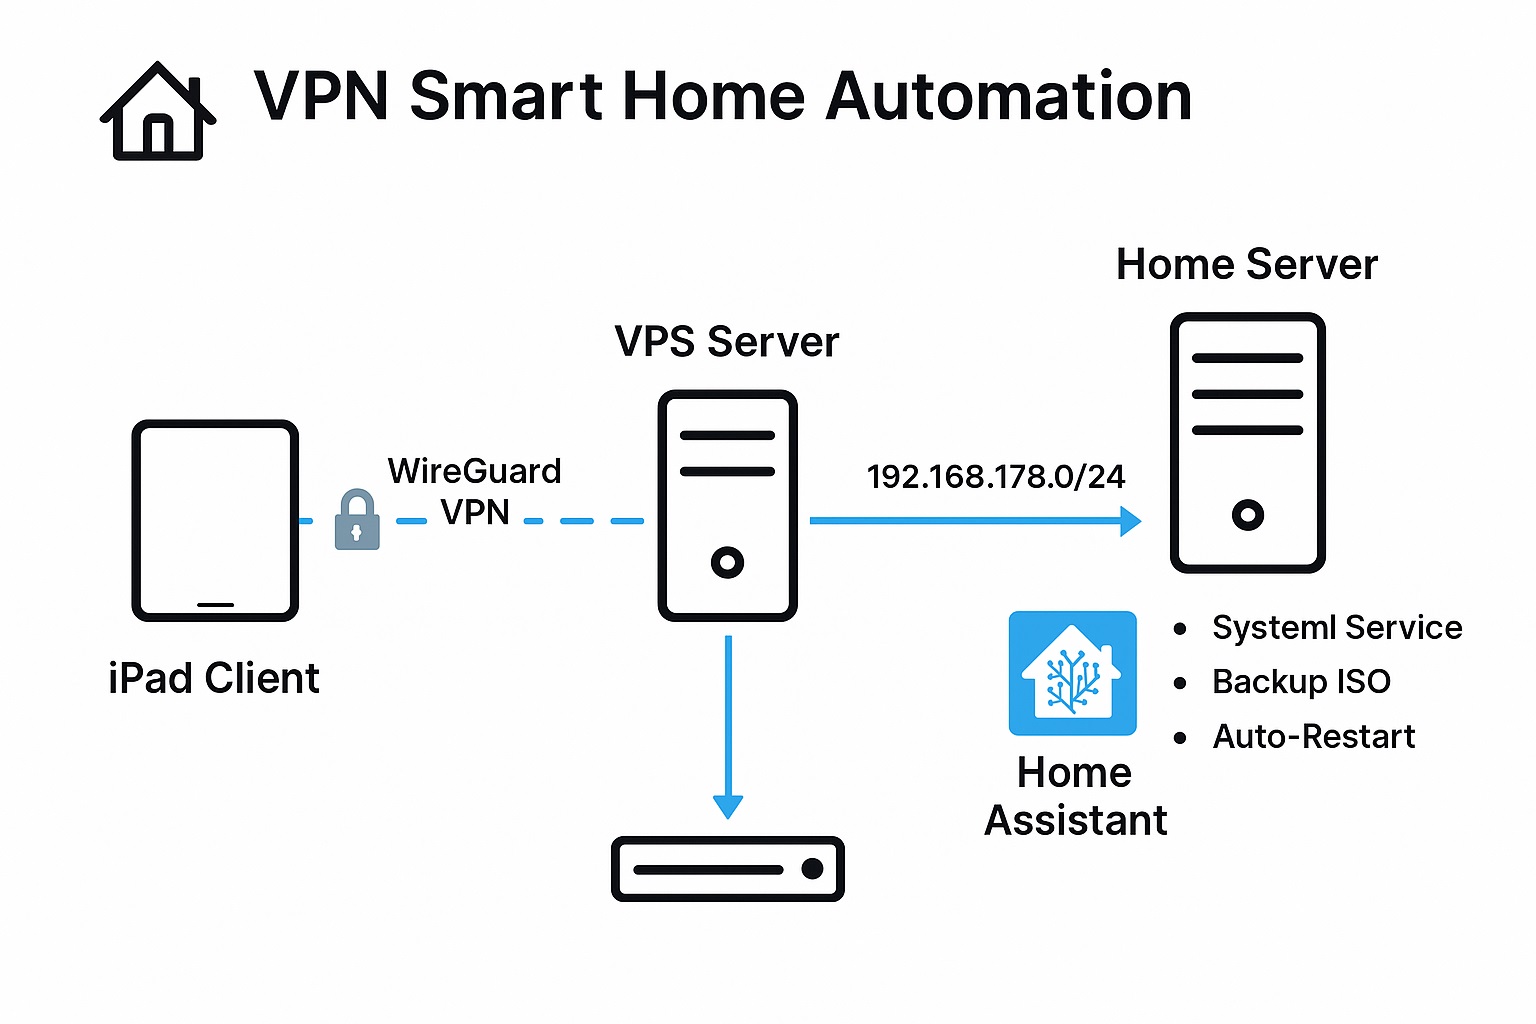 VPN Smart Home Automation
Home Server
VPS Server
WireGuard
VPN
192.168.178.0/24
iPad Client
Systeml Service
Backup ISO
Auto-Restart
Home
Assistant